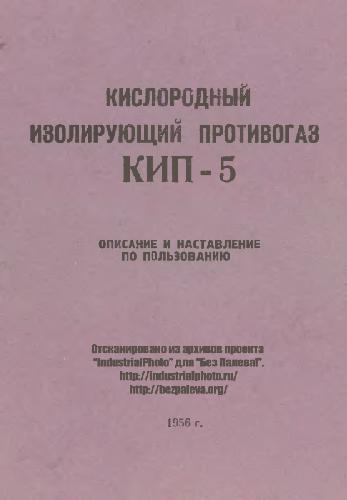 КИСЛОРОДНЫЙ
ИЗОЛИРУЮЩИЙ ПРОТИВОГАЗ
КИП - 5
ОПИСАНИЕ И НАСТАВЛЕНИЕ
ПО ПОЛЬЗОВАНИЮ
Отсканировано из архивов проекта
"IndustrialPhoto" для "Без Палева!".
http://industrialphoto.ru/
http://bezpaleva.org/
1956 г.